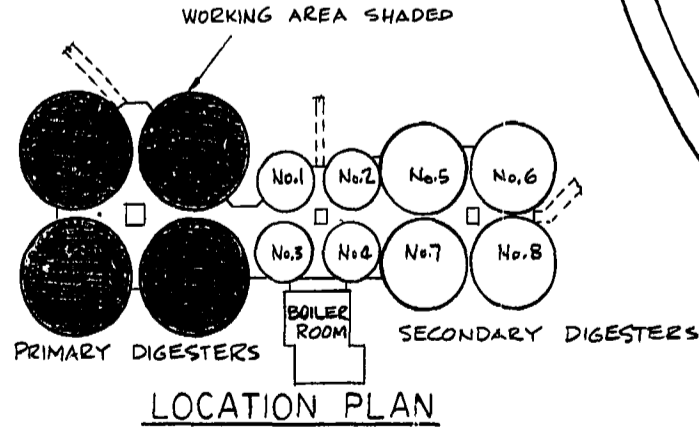 WORKING AREA SHADED
No.1 No.2 No.5 No.6
No.3 No.4 No.7 No.8
BOILER
ROOM
PRIMARY DIGESTERS
SECONDARY DIGESTERS
LOCATION PLAN